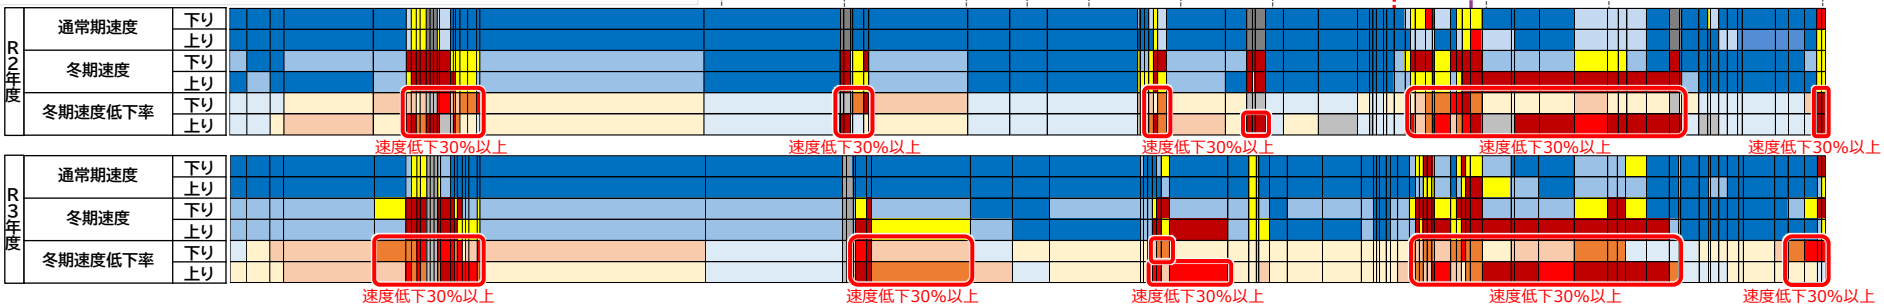 R2年度
通常期速度
下り
上り
冬期速度
下り
上り
冬期速度低下率
下り
上り
速度低下30%以上
速度低下30%以上
速度低下30%以上
速度低下30%以上
速度低下30%以上
R3年度
通常期速度
下り
上り
冬期速度
下り
上り
冬期速度低下率
下り
上り
速度低下30%以上
速度低下30%以上
速度低下30%以上
速度低下30%以上
速度低下30%以上